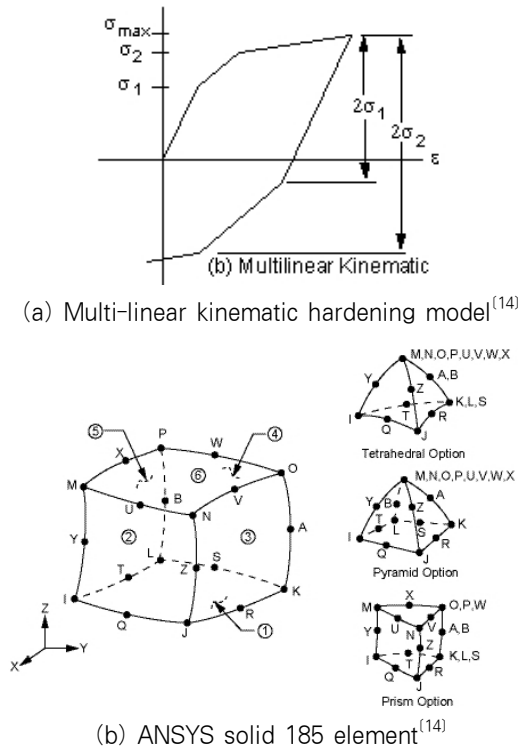 σmax
σ2
σ1
2σ1
2σ2
ε
(b) Multilinear Kinematic
(a) Multi-linear kinematic hardening model[14]
M,N,O,P,U,V,W,X
Y
A,B
Z
K,L,S
I
T
R
Q
J
Tetrahedral Option
P
W
④
⑤
X
⑥
O
M
B
V
U
N
A
Y
②
③
L
S
Z
T
K
I
R
Q
J
①
Z
Y
X
M,N,O,P,U,V,W,X
Y
A
B
Z
T
S
K
I
L
R
Q
J
Pyramid Option
X
M
O,P,W
U
V
Y
N
A,B
Z
I
T
K,L,S
Q
R
J
Prism Option
(b) ANSYS solid 185 element[14]